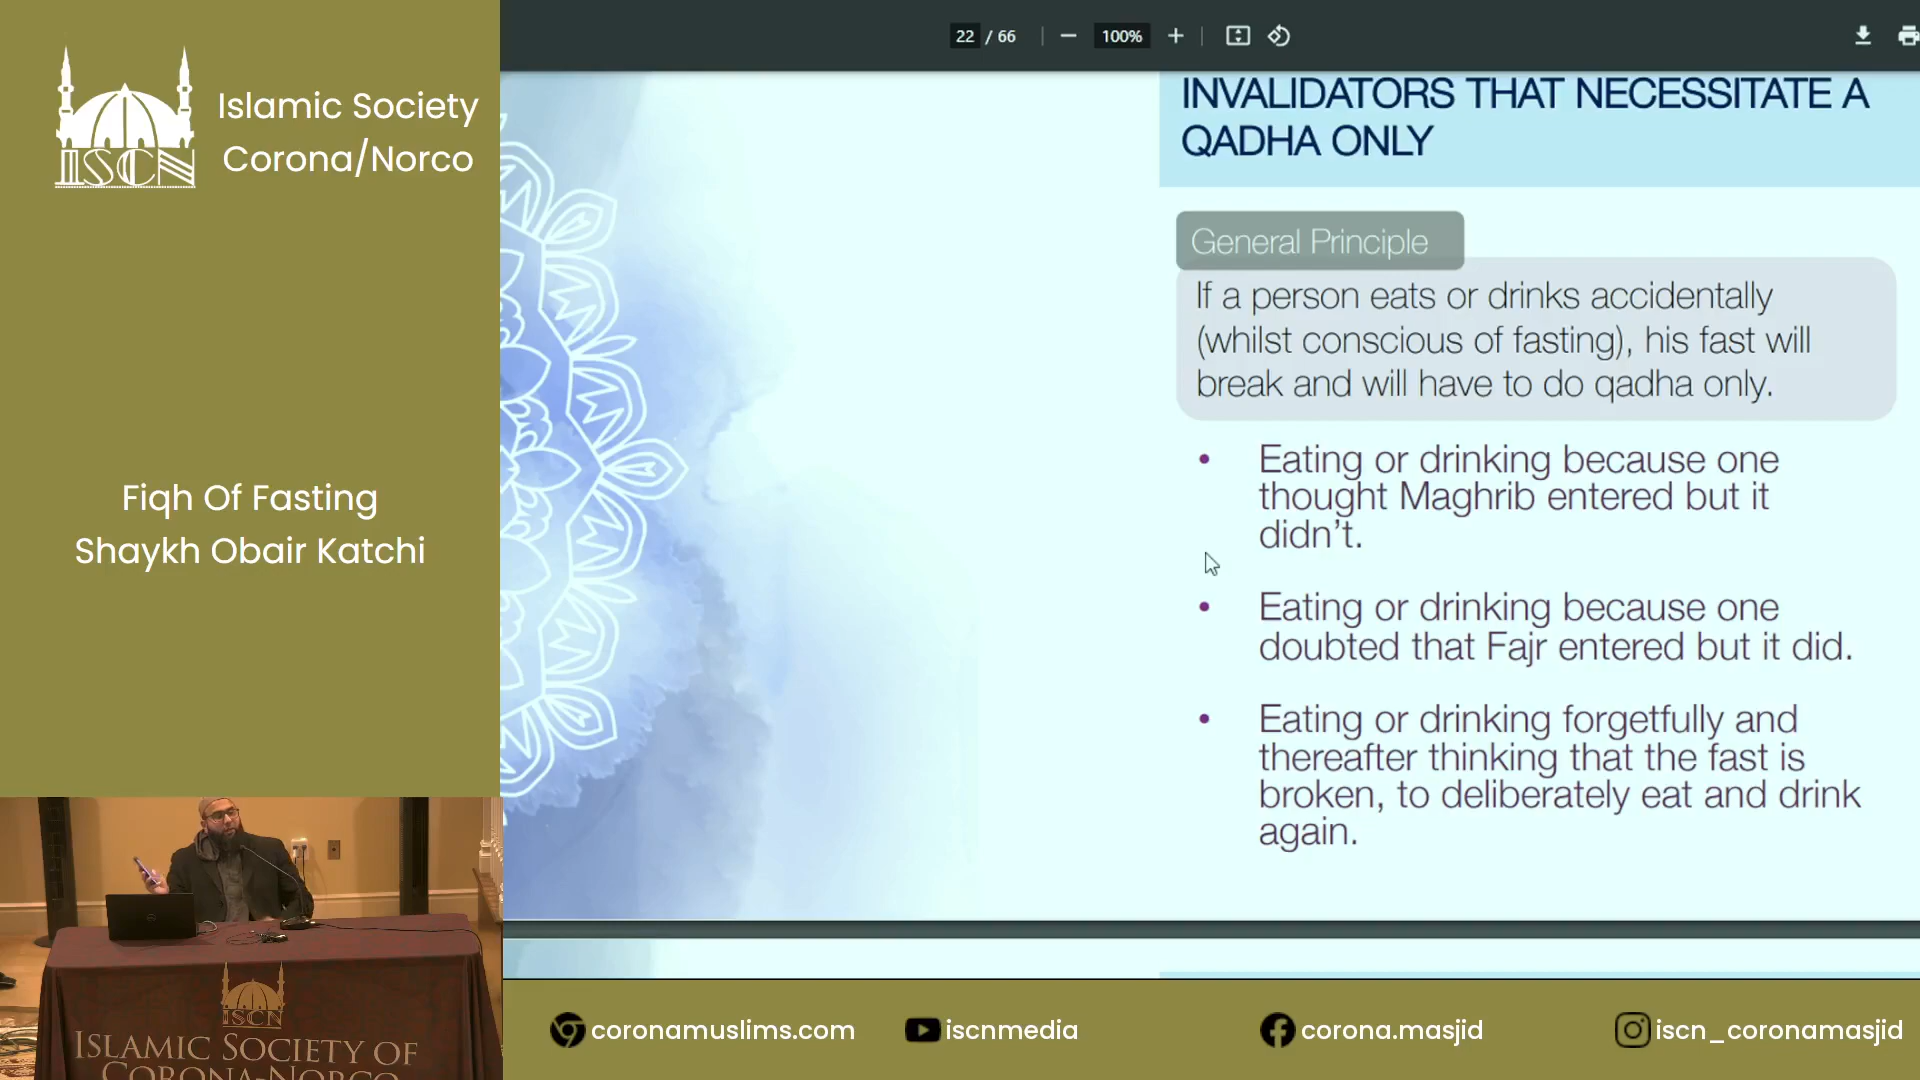 ISCN
Islamic Society
Corona/Norco
Fiqh Of Fasting
Shaykh Obair Katchi
22 / 66
100%
INVALIDATORS THAT NECESSITATE A
QADHA ONLY
General Principle
If a person eats or drinks accidentally
(whilst conscious of fasting), his fast will
break and will have to do qadha only.
• Eating or drinking because one
thought Maghrib entered but it
didn’t.
• Eating or drinking because one
doubted that Fajr entered but it did.
• Eating or drinking forgetfully and
thereafter thinking that the fast is
broken, to deliberately eat and drink
again.
ISCN
ISLAMIC SOCIETY OF
CORONA-NORCO
coronamuslims.com
iscnmedia
corona.masjid
iscn_coronamasjid